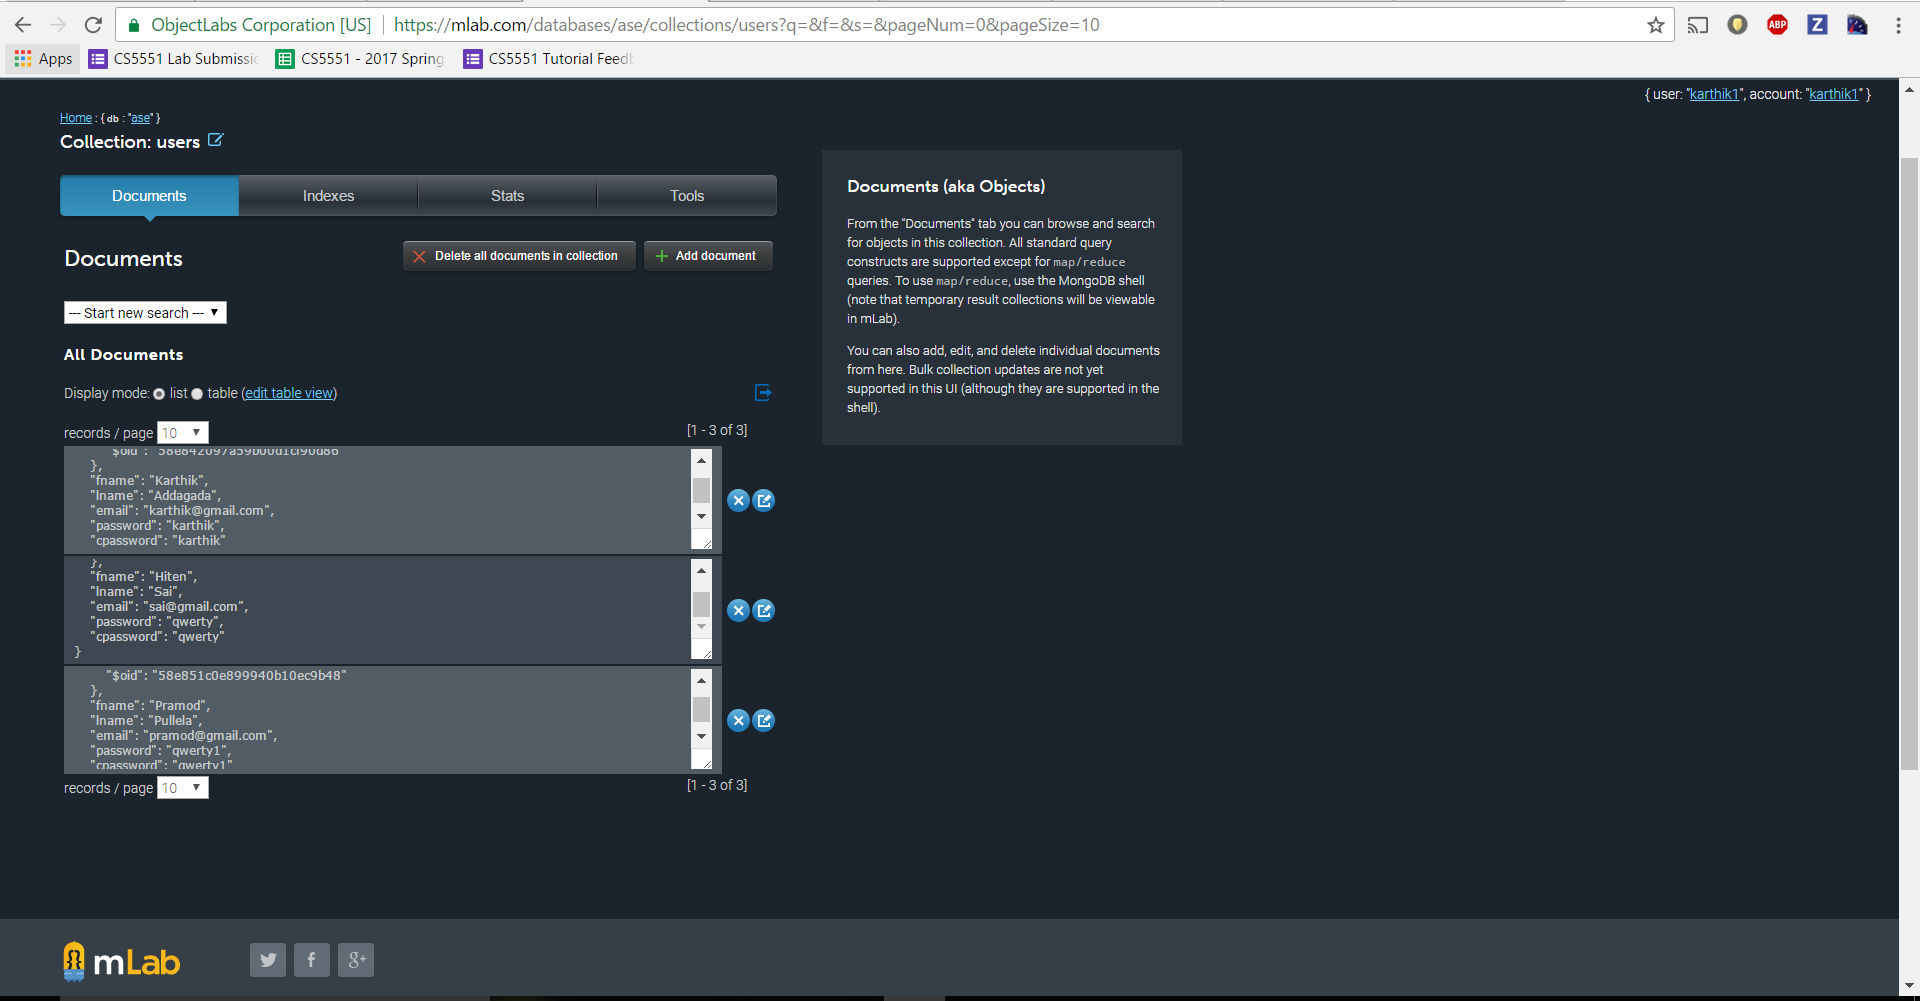 ObjectLabs Corporation [US] https://mlab.com/databases/ase/collections/users?q=&f=&s=&pageNum=0&pageSize=10
ABP
Z
Apps CS5551 Lab Submissic CS5551 - 2017 Spring CS5551 Tutorial Feedb
{ user: "karthik1", account: "karthik1" }
Home : { db : "ase" }
Collection: users
Documents Indexes Stats Tools
Documents
Delete all documents in collection
Add document
--- Start new search ---
All Documents
Display mode: list table (edit table view)
records / page 10
[1 - 3 of 3]
},
"fname": "Karthik",
"lname": "Addagada",
"email": "karthik@gmail.com",
"password": "karthik",
"cpassword": "karthik"
},
"fname": "Hiten",
"lname": "Sai",
"email": "sai@gmail.com",
"password": "qwerty",
"cpassword": "qwerty"
}
"$oid": "58e851c0e899940b10ec9b48"
},
"fname": "Pramod",
"lname": "Pullela",
"email": "pramod@gmail.com",
"password": "qwerty1",
"cpassword": "qwerty1"
records / page 10
[1 - 3 of 3]
Documents (aka Objects)
From the "Documents" tab you can browse and search
for objects in this collection. All standard query
constructs are supported except for map/reduce
queries. To use map/reduce, use the MongoDB shell
(note that temporary result collections will be viewable
in mLab).
You can also add, edit, and delete individual documents
from here. Bulk collection updates are not yet
supported in this UI (although they are supported in the
shell).
mLab
f
g+